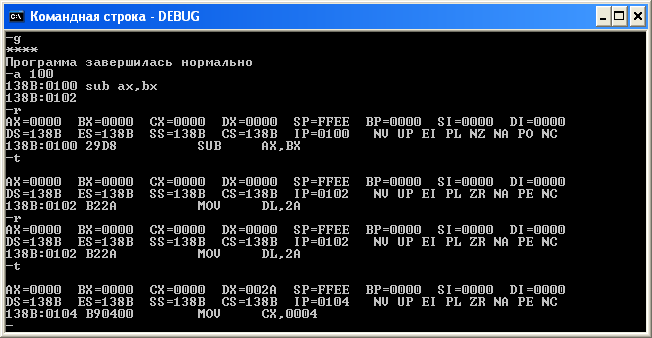 Командная строка - DEBUG
-g
****
Программа завершилась нормально
-a 100
138B:0100 sub ax,bx
138B:0102
-r
AX=0000  BX=0000  CX=0000  DX=0000  SP=FFEE  BP=0000  SI=0000  DI=0000
DS=138B  ES=138B  SS=138B  CS=138B  IP=0100   NV UP EI PL NZ NA PO NC
138B:0100 29D8          SUB     AX,BX
-t
AX=0000  BX=0000  CX=0000  DX=0000  SP=FFEE  BP=0000  SI=0000  DI=0000
DS=138B  ES=138B  SS=138B  CS=138B  IP=0102   NV UP EI PL ZR NA PE NC
138B:0102 B22A          MOV     DL,2A
-r
AX=0000  BX=0000  CX=0000  DX=0000  SP=FFEE  BP=0000  SI=0000  DI=0000
DS=138B  ES=138B  SS=138B  CS=138B  IP=0102   NV UP EI PL ZR NA PE NC
138B:0102 B22A          MOV     DL,2A
-t
AX=0000  BX=0000  CX=0000  DX=002A  SP=FFEE  BP=0000  SI=0000  DI=0000
DS=138B  ES=138B  SS=138B  CS=138B  IP=0104   NV UP EI PL ZR NA PE NC
138B:0104 B90400        MOV     CX,0004
-